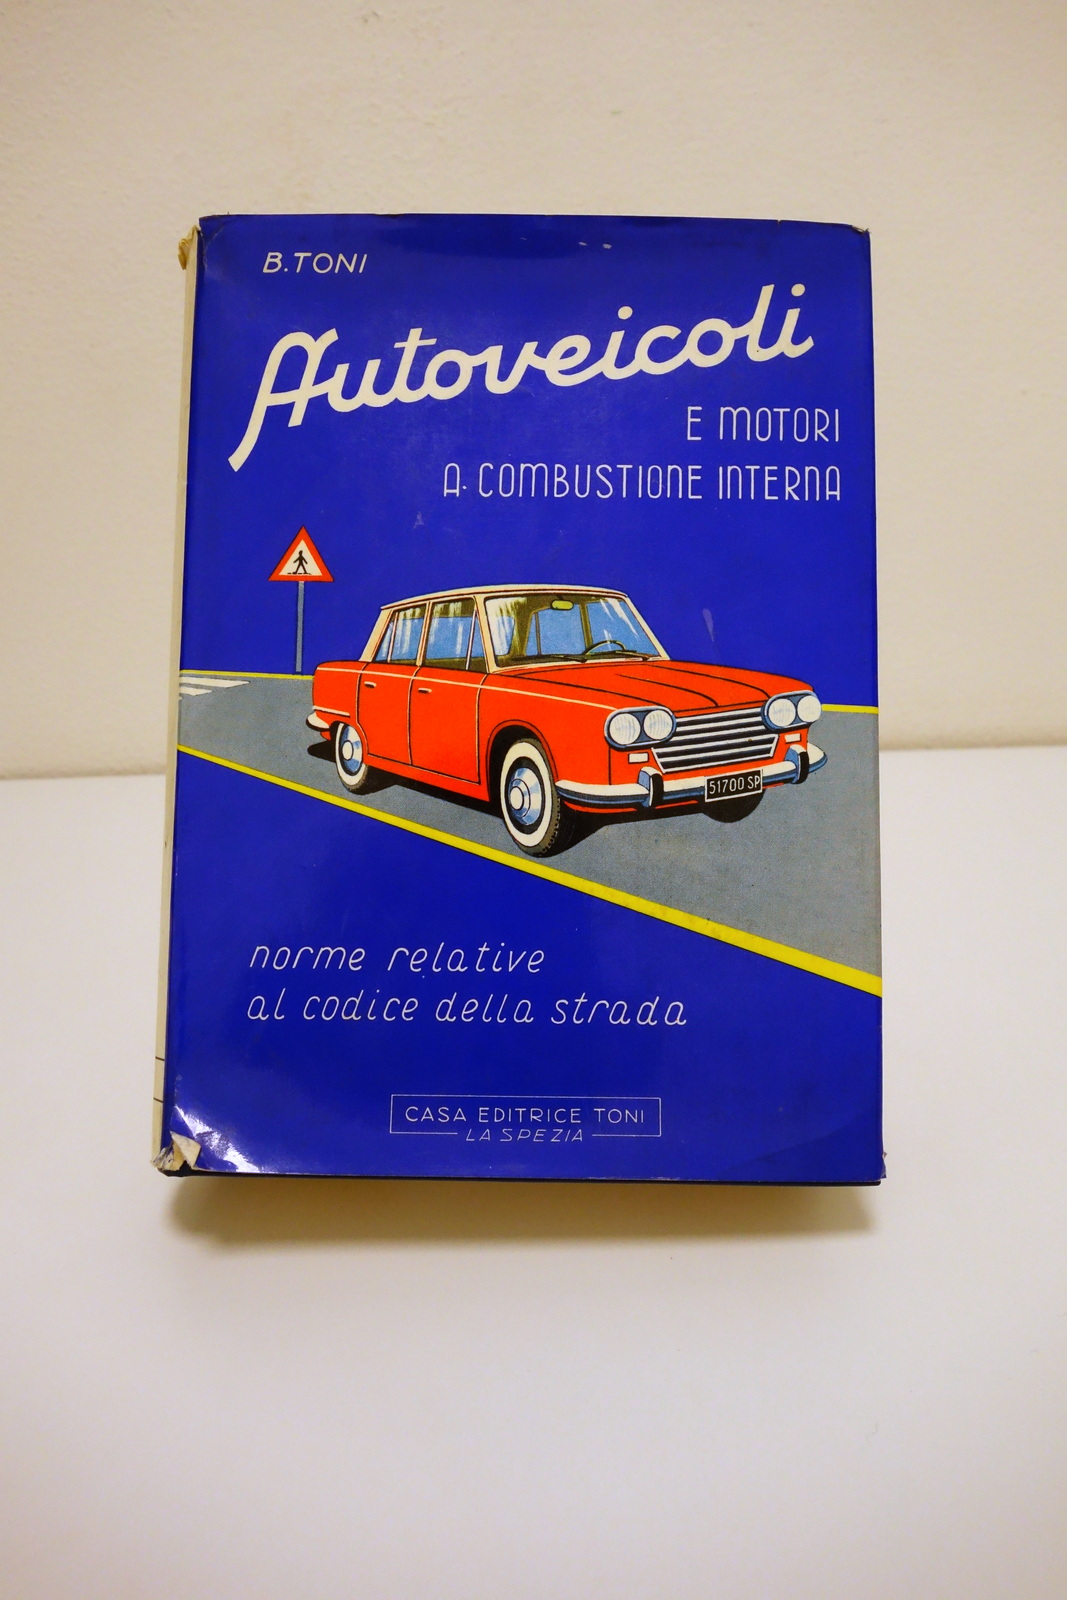 B. TONI
Autoveicoli
E MOTORI
A COMBUSTIONE INTERNA
51700 SP
norme relative
al codice della strada
CASA EDITRICE TONI
LA SPEZIA